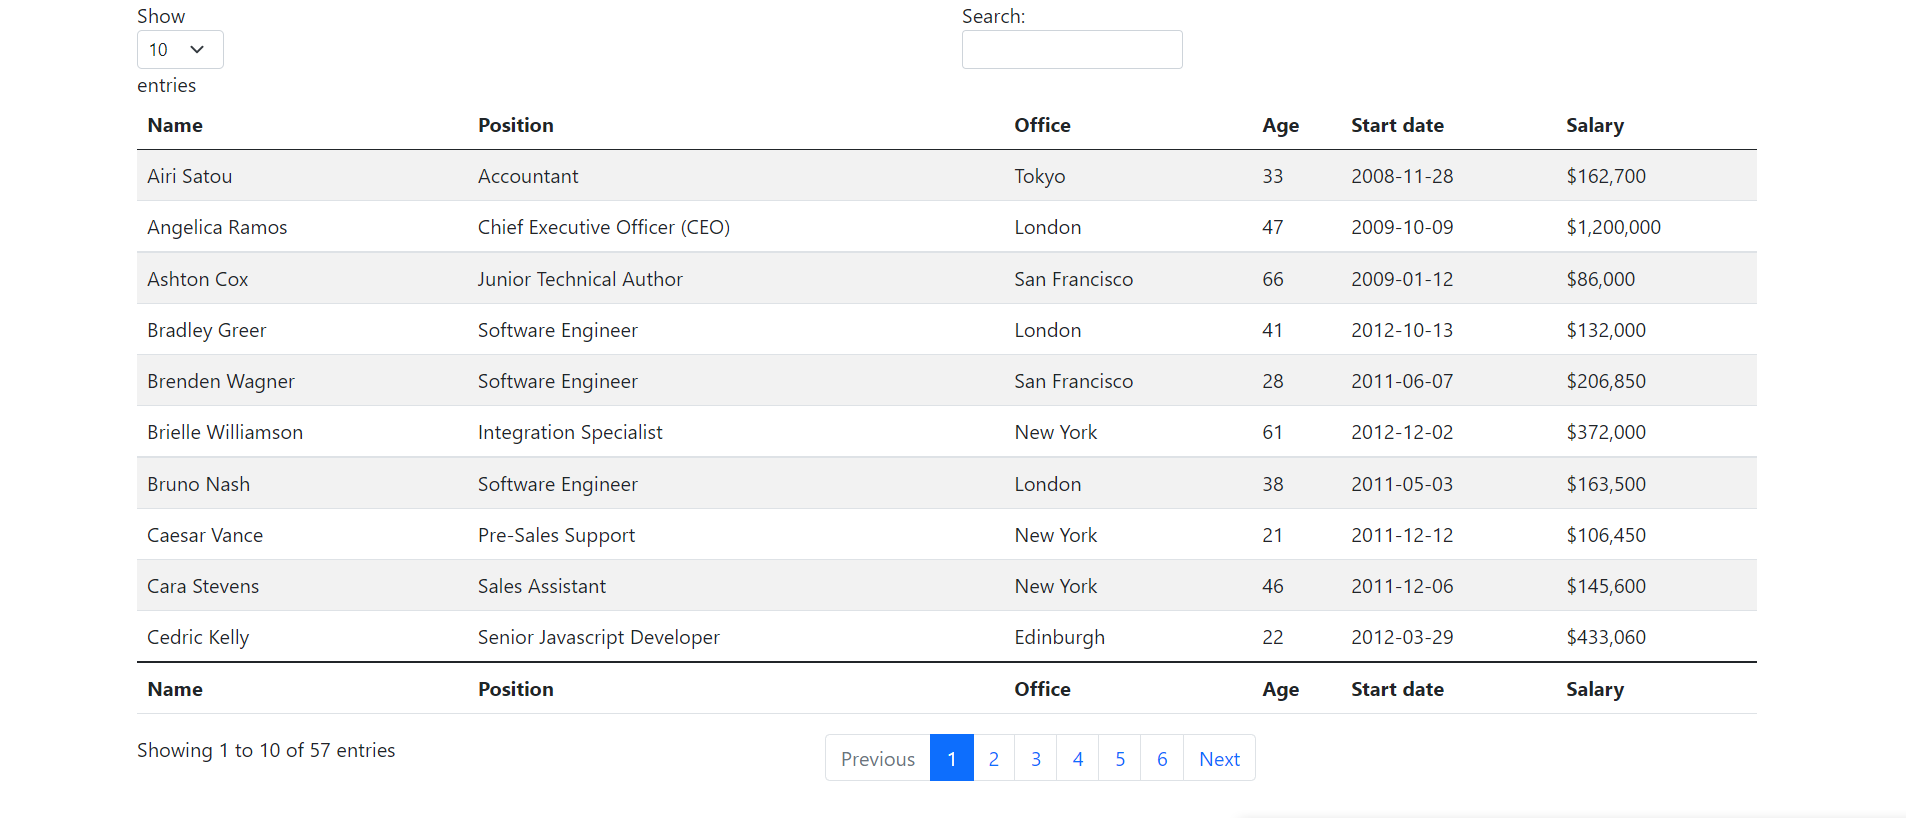 Show
10
entries
Search:
Name Position Office Age Start date Salary
Airi Satou Accountant Tokyo 33 2008-11-28 $162,700
Angelica Ramos Chief Executive Officer (CEO) London 47 2009-10-09 $1,200,000
Ashton Cox Junior Technical Author San Francisco 66 2009-01-12 $86,000
Bradley Greer Software Engineer London 41 2012-10-13 $132,000
Brenden Wagner Software Engineer San Francisco 28 2011-06-07 $206,850
Brielle Williamson Integration Specialist New York 61 2012-12-02 $372,000
Bruno Nash Software Engineer London 38 2011-05-03 $163,500
Caesar Vance Pre-Sales Support New York 21 2011-12-12 $106,450
Cara Stevens Sales Assistant New York 46 2011-12-06 $145,600
Cedric Kelly Senior Javascript Developer Edinburgh 22 2012-03-29 $433,060
Name Position Office Age Start date Salary
Showing 1 to 10 of 57 entries
Previous 1 2 3 4 5 6 Next